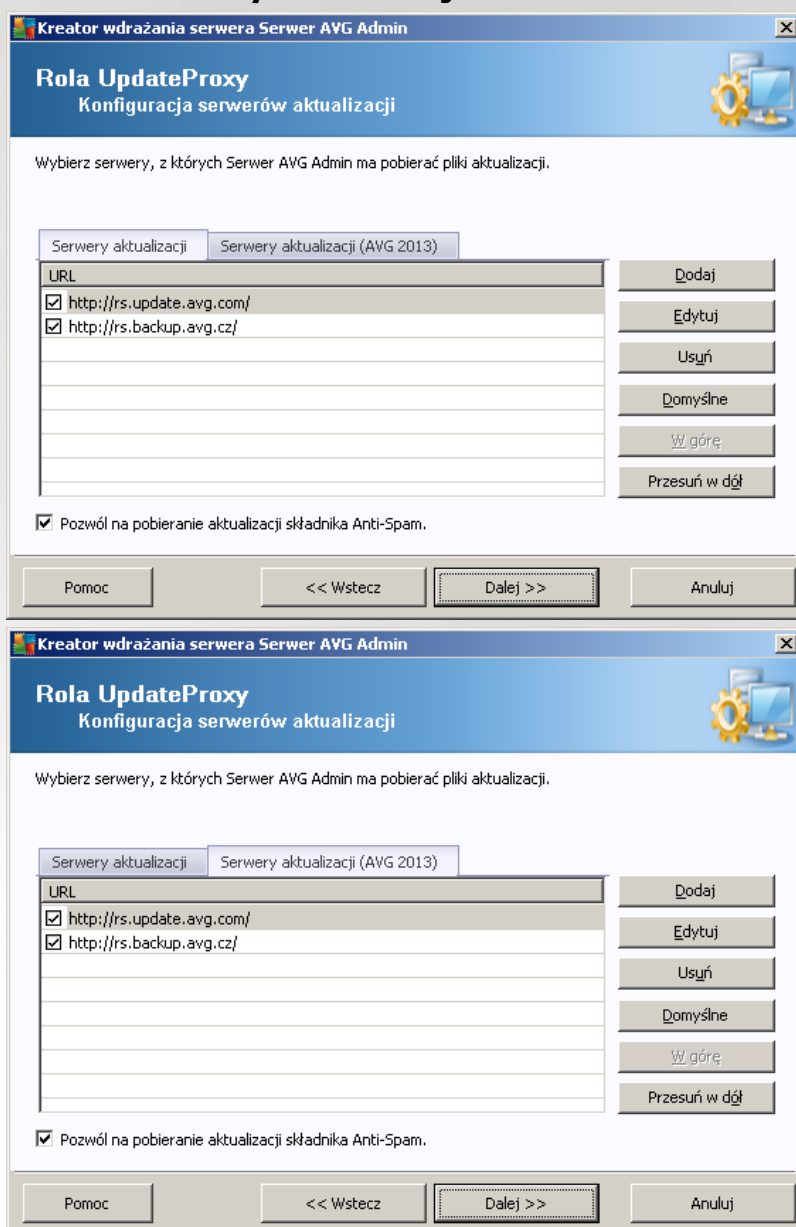 Kreator wdrażania serwera Serwer AVG Admin
Rola UpdateProxy
Konfiguracja serwerów aktualizacji
Wybierz serwery, z których Serwer AVG Admin ma pobierać pliki aktualizacji.
Serwery aktualizacji Serwery aktualizacji (AVG 2013)
URL
http://rs.update.avg.com/
http://rs.backup.avg.cz/
Dodaj
Edytuj
Usuń
Domyślne
W górę
Przesuń w dół
Pozwól na pobieranie aktualizacji składnika Anti-Spam.
Pomoc << Wstecz Dalej >> Anuluj
Kreator wdrażania serwera Serwer AVG Admin
Rola UpdateProxy
Konfiguracja serwerów aktualizacji
Wybierz serwery, z których Serwer AVG Admin ma pobierać pliki aktualizacji.
Serwery aktualizacji Serwery aktualizacji (AVG 2013)
URL
http://rs.update.avg.com/
http://rs.backup.avg.cz/
Dodaj
Edytuj
Usuń
Domyślne
W górę
Przesuń w dół
Pozwól na pobieranie aktualizacji składnika Anti-Spam.
Pomoc << Wstecz Dalej >> Anuluj